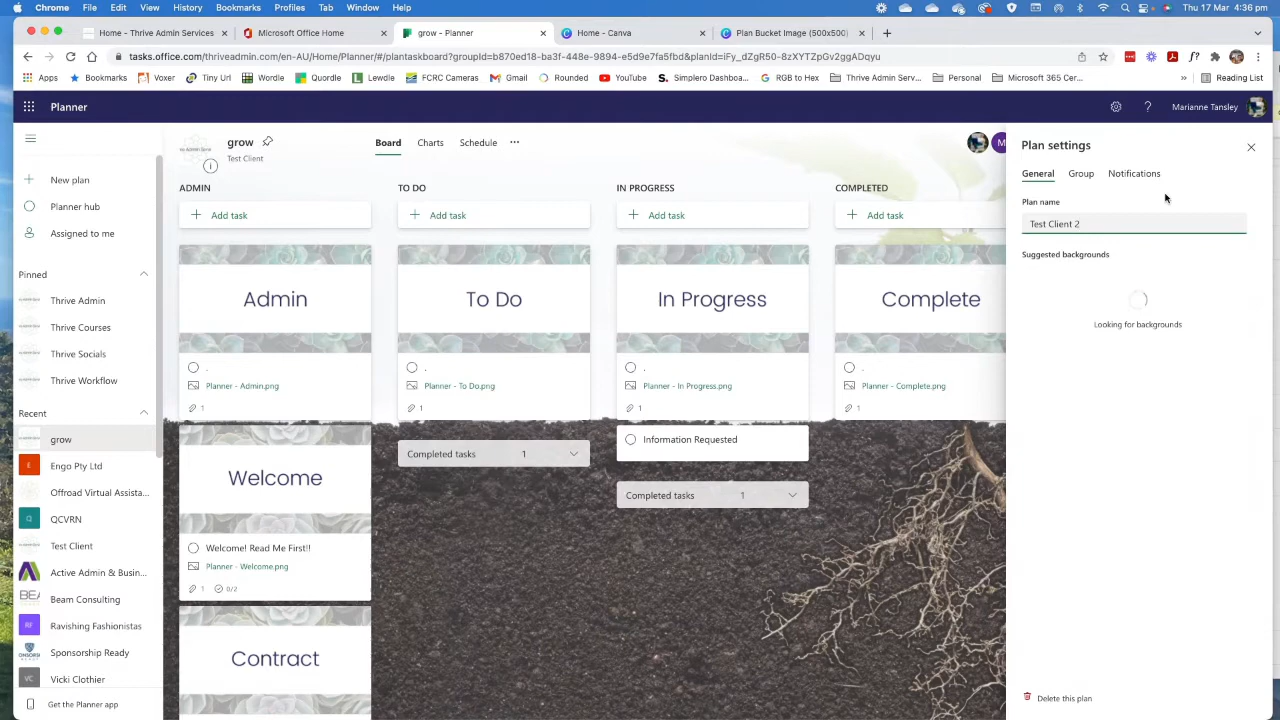 Chrome File Edit View History Bookmarks Profiles Tab Window Help
Home - Thrive Admin Services
Microsoft Office Home
grow - Planner
Home - Canva
Plan Bucket Image (500x500)
tasks.office.com/thriveadmin.com/en-AU/Home/Planner/#/plantaskboard?groupId=b870ed18-ba3f-448e-9894-e5d9e7fa5fbd&planId=iFy_dZgR50-8zXYTZpGv2ggADqyu
Apps
Bookmarks
Voxer
Tiny Url
Wordle
Quordle
Lewdle
FCRC Cameras
Gmail
Rounded
YouTube
Simplero Dashboa...
RGB to Hex
Thrive Admin Serv...
Personal
Microsoft 365 Cer...
Reading List
Planner
Marianne Tansley
New plan
Planner hub
Assigned to me
Pinned
Thrive Admin
Thrive Courses
Thrive Socials
Thrive Workflow
Recent
grow
Engo Pty Ltd
Offroad Virtual Assista...
Q
QCVRN
Test Client
Active Admin & Busin...
Beam Consulting
RF
Ravishing Fashionistas
Sponsorship Ready
VC
Vicki Clothier
Get the Planner app
grow
Test Client
Board
Charts
Schedule
ADMIN
Add task
Admin
.
Planner - Admin.png
1
Welcome
Welcome! Read Me First!!
Planner - Welcome.png
1
0/2
Contract
TO DO
Add task
To Do
.
Planner - To Do.png
1
Completed tasks 1
IN PROGRESS
Add task
In Progress
.
Planner - In Progress.png
1
Information Requested
Completed tasks 1
COMPLETED
Add task
Complete
.
Planner - Complete.png
1
Plan settings
General
Group
Notifications
Plan name
Test Client 2
Suggested backgrounds
Looking for backgrounds
Delete this plan